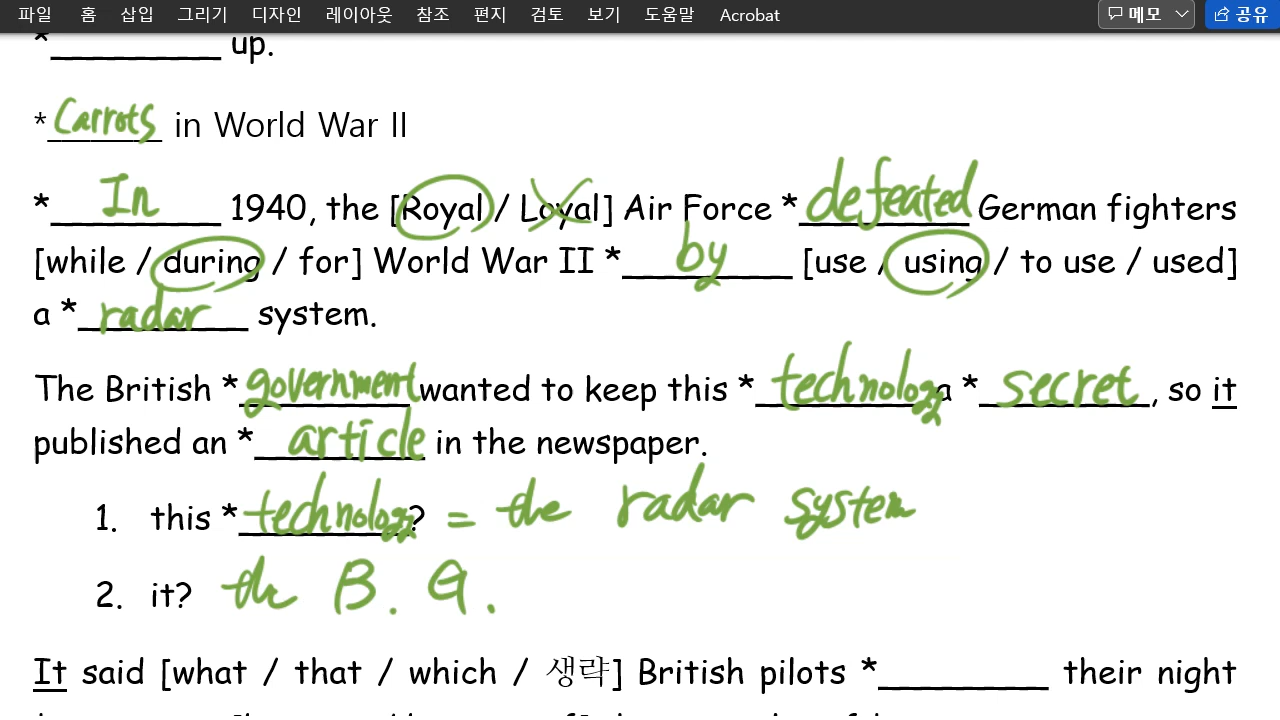 파일 홈 삽입 그리기 디자인 레이아웃 참조 편지 검토 보기 도움말 Acrobat 메모 공유
*________ up.
*Carrots in World War II
*In 1940, the [Royal / Loyal] Air Force *defeated German fighters
[while / during / for] World War II *by [use / using / to use / used]
a *radar system.
The British *government wanted to keep this *technology a *secret, so it
published an *article in the newspaper.
1. this *technology? = the radar system
2. it? the B. G.
It said [what / that / which / 생략] British pilots *________ their night